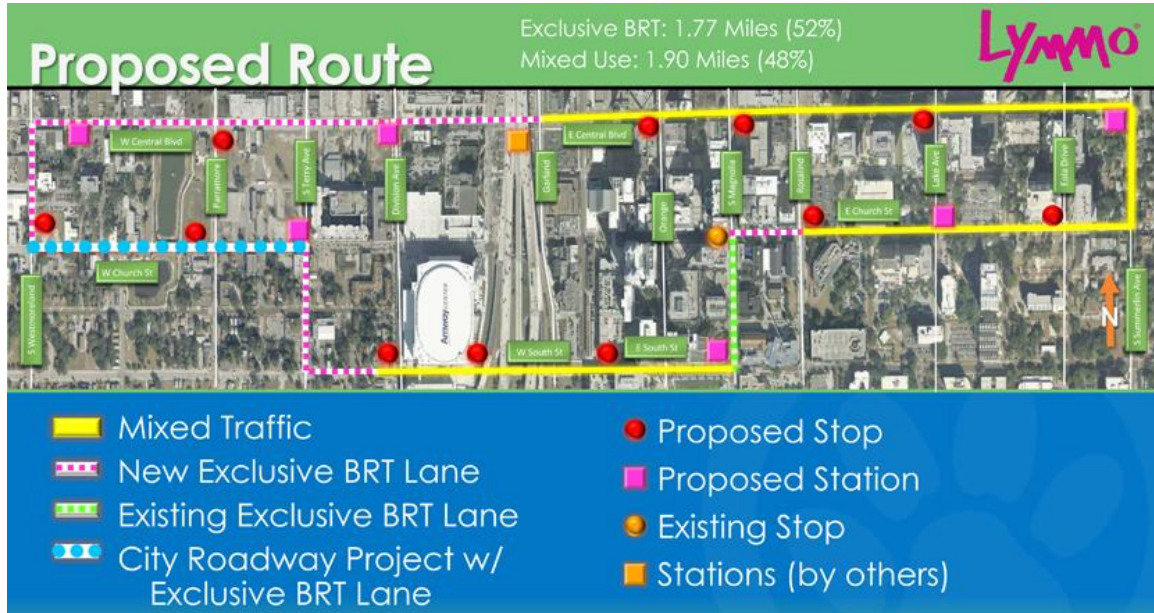 Proposed Route
Exclusive BRT: 1.77 Miles (52%)
Mixed Use: 1.90 Miles (48%)
LYMMO
W Central Blvd
Parramore
S Terry Ave
Division Ave
Garland
E Central Blvd
Orange
S Magnolia
Rosalind
E Church St
Lake Ave
Eola Drive
S Westmoreland
W Church St
Amway CENTER
W South St
E South St
N
S Summerlin Ave
Mixed Traffic
New Exclusive BRT Lane
Existing Exclusive BRT Lane
City Roadway Project w/
Exclusive BRT Lane
Proposed Stop
Proposed Station
Existing Stop
Stations (by others)